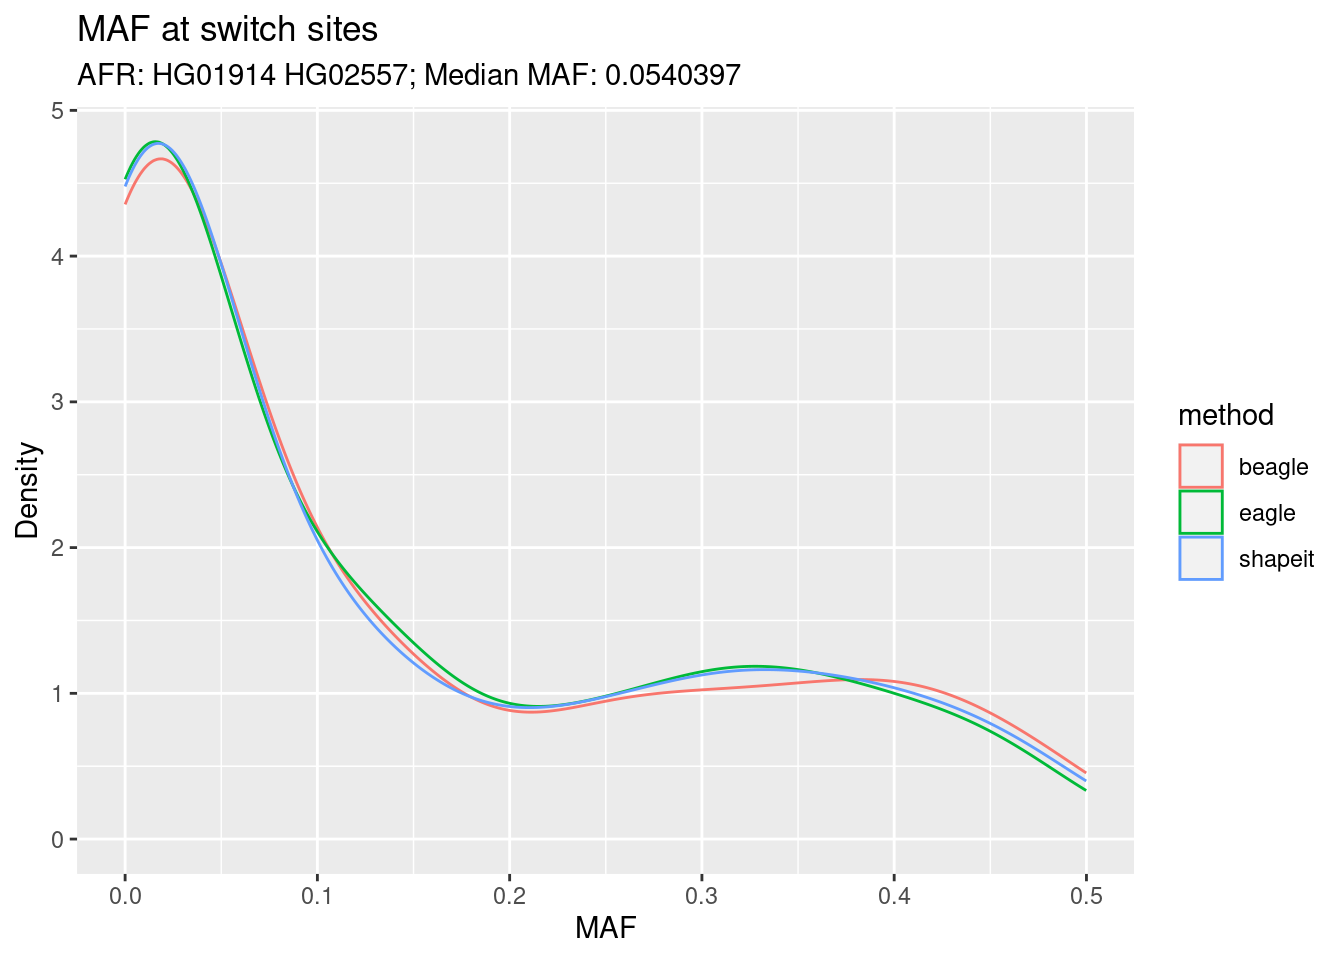 MAF at switch sites
AFR: HG01914 HG02557; Median MAF: 0.0540397
5
4
3
2
1
0
Density
0.0 0.1 0.2 0.3 0.4 0.5
MAF
method
beagle
eagle
shapeit